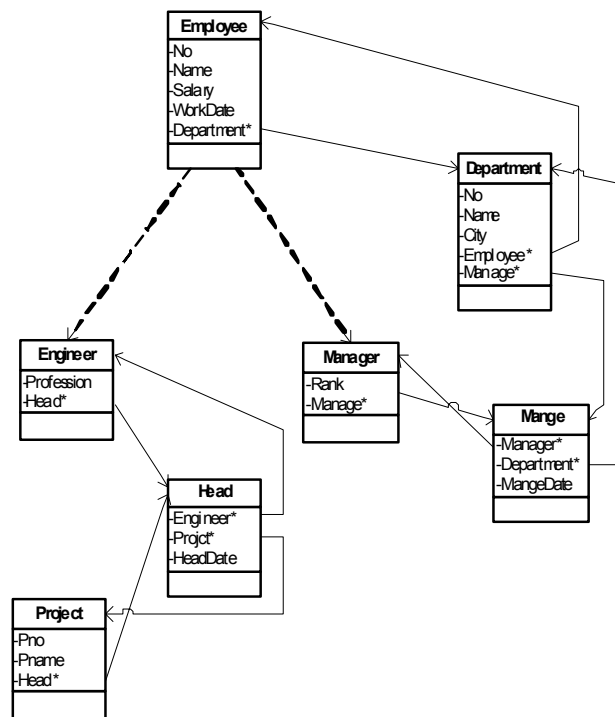 Employee
-No
-Name
-Salary
-WorkDate
-Department*
Department
-No
-Name
-City
-Employee*
-Manage*
Engineer
-Profession
-Head*
Manager
-Rank
-Manage*
Mange
-Manager*
-Department*
-MangeDate
Head
-Engineer*
-Projct*
-HeadDate
Project
-Pno
-Pname
-Head*